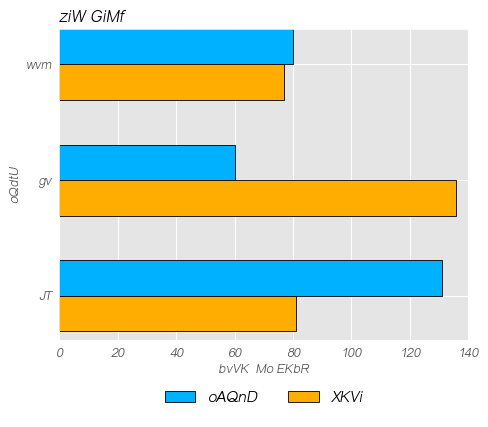 ziW GiMf
wvm
gv
JT
oQdtU
0 20 40 60 80 100 120 140
bvVK Mo EKbR
oAQnD XKVi